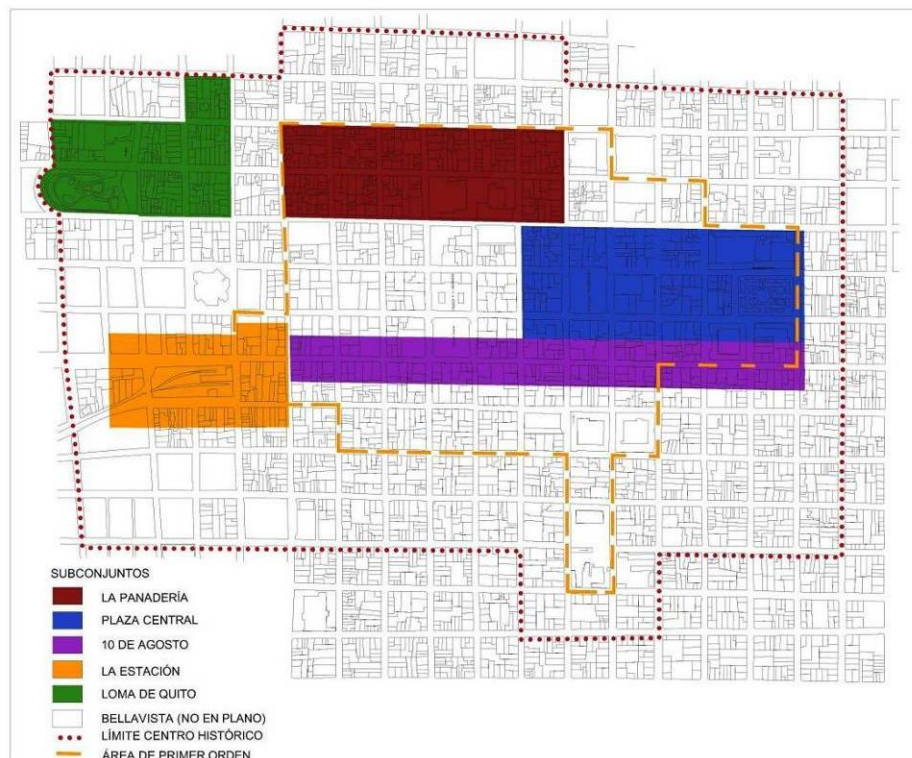 SUBCONJUNTOS
LA PANADERÍA
PLAZA CENTRAL
10 DE AGOSTO
LA ESTACIÓN
LOMA DE QUITO
BELLAVISTA (NO EN PLANO)
LÍMITE CENTRO HISTÓRICO
ÁREA DE PRIMER ORDEN